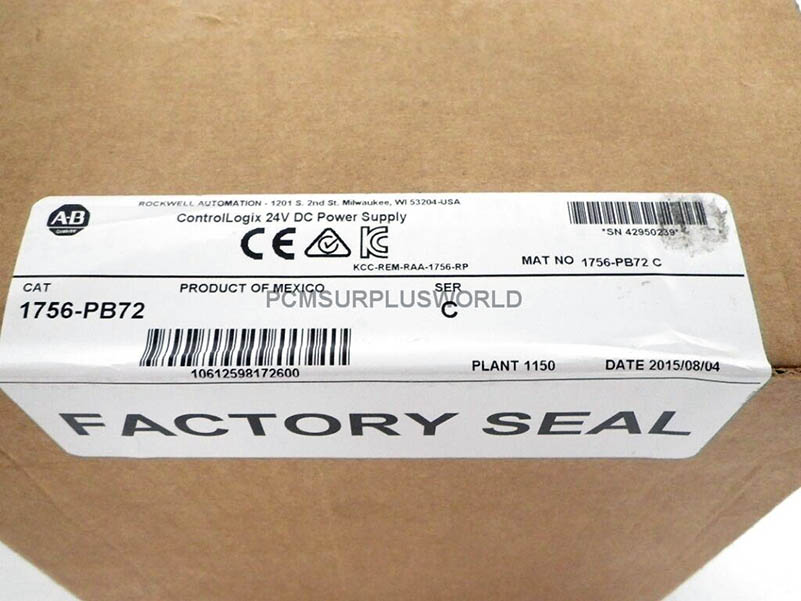 A-B
ROCKWELL AUTOMATION - 1201 S. 2nd St. Milwaukee, WI 53204-USA
ControlLogix 24V DC Power Supply
CE
KCC-REM-RAA-1756-RP
*SN 42950239*
MAT NO 1756-PB72 C
CAT
1756-PB72
PRODUCT OF MEXICO
SER
C
PCMSURPLUSWORLD
10612598172600
PLANT 1150
DATE 2015/08/04
FACTORY SEAL